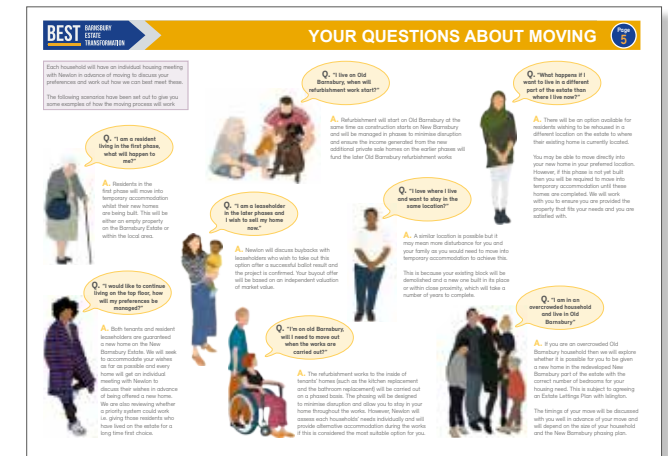 BEST
BARNSBURY
ESTATE
TRANSFORMATION
YOUR QUESTIONS ABOUT MOVING
Page
5
Each household will have an individual housing meeting
with Newlon in advance of moving to discuss your
preferences and work out how we can best meet these.
The following scenarios have been set out to give you
some examples of how the moving process will work
Q. "I am a resident
living in the first phase,
what will happen to
me?"
A. Residents in the
first phase will move into
temporary accommodation
whilst their new homes
are being built. This will be
either an empty property
on the Barnsbury Estate or
within the local area.
Q. "I would like to continue
living on the top floor, how
will my preferences be
managed?"
A. Both tenants and resident
leaseholders are guaranteed
a new home on the New
Barnsbury Estate. We will seek
to accommodate your wishes
as far as possible and every
home will get an individual
meeting with Newlon to
discuss their wishes in advance
of being offered a new home.
We are also reviewing whether
a priority system could work
i.e. giving those residents who
have lived on the estate for a
long time first choice.
Q. "I live on Old
Barnsbury, when will
refurbishment work start?"
A. Refurbishment will start on Old Barnsbury at the
same time as construction starts on New Barnsbury
and will be managed in phases to minimise disruption
and ensure the income generated from the new
additional private sale homes on the earlier phases will
fund the later Old Barnsbury refurbishment works
Q. "I am a leaseholder
in the later phases and
I wish to sell my home
now."
A. Newlon will discuss buybacks with
leaseholders who wish to take out this
option after a successful ballot result and
the project is confirmed. Your buyout offer
will be based on an independent valuation
of market value.
Q. "I'm on old Barnsbury,
will I need to move out
when the works are
carried out?"
A. The refurbishment works to the inside of
tenants' homes (such as the kitchen replacement
and the bathroom replacement) will be carried out
on a phased basis. The phasing will be designed
to minimise disruption and allow you to stay in your
home throughout the works. However, Newlon will
assess each households' needs individually and will
provide alternative accommodation during the works
if this is considered the most suitable option for you.
Q. "I love where I live
and want to stay in the
same location?"
A. A similar location is possible but it
may mean more disturbance for you and
your family as you would need to move into
temporary accommodation to achieve this.
This is because your existing block will be
demolished and a new one built in its place
or within close proximity, which will take a
number of years to complete.
Q. "What happens if I
want to live in a different
part of the estate than
where I live now?"
A. There will be an option available for
residents wishing to be rehoused in a
different location on the estate to where
their existing home is currently located.
You may be able to move directly into
your new home in your preferred location.
However, if this phase is not yet built
then you will be required to move into
temporary accommodation until these
homes are completed. We will work
with you to ensure you are provided the
property that fits your needs and you are
satisfied with.
Q. "I am in an
overcrowded household
and live in Old
Barnsbury"
A. If you are an overcrowded Old
Barnsbury household then we will explore
whether it is possible for you to be given
a new home in the redeveloped New
Barnsbury part of the estate with the
correct number of bedrooms for your
housing need. This is subject to agreeing
an Estate Lettings Plan with Islington.
The timings of your move will be discussed
with you well in advance of your move and
will depend on the size of your household
and the New Barnsbury phasing plan.